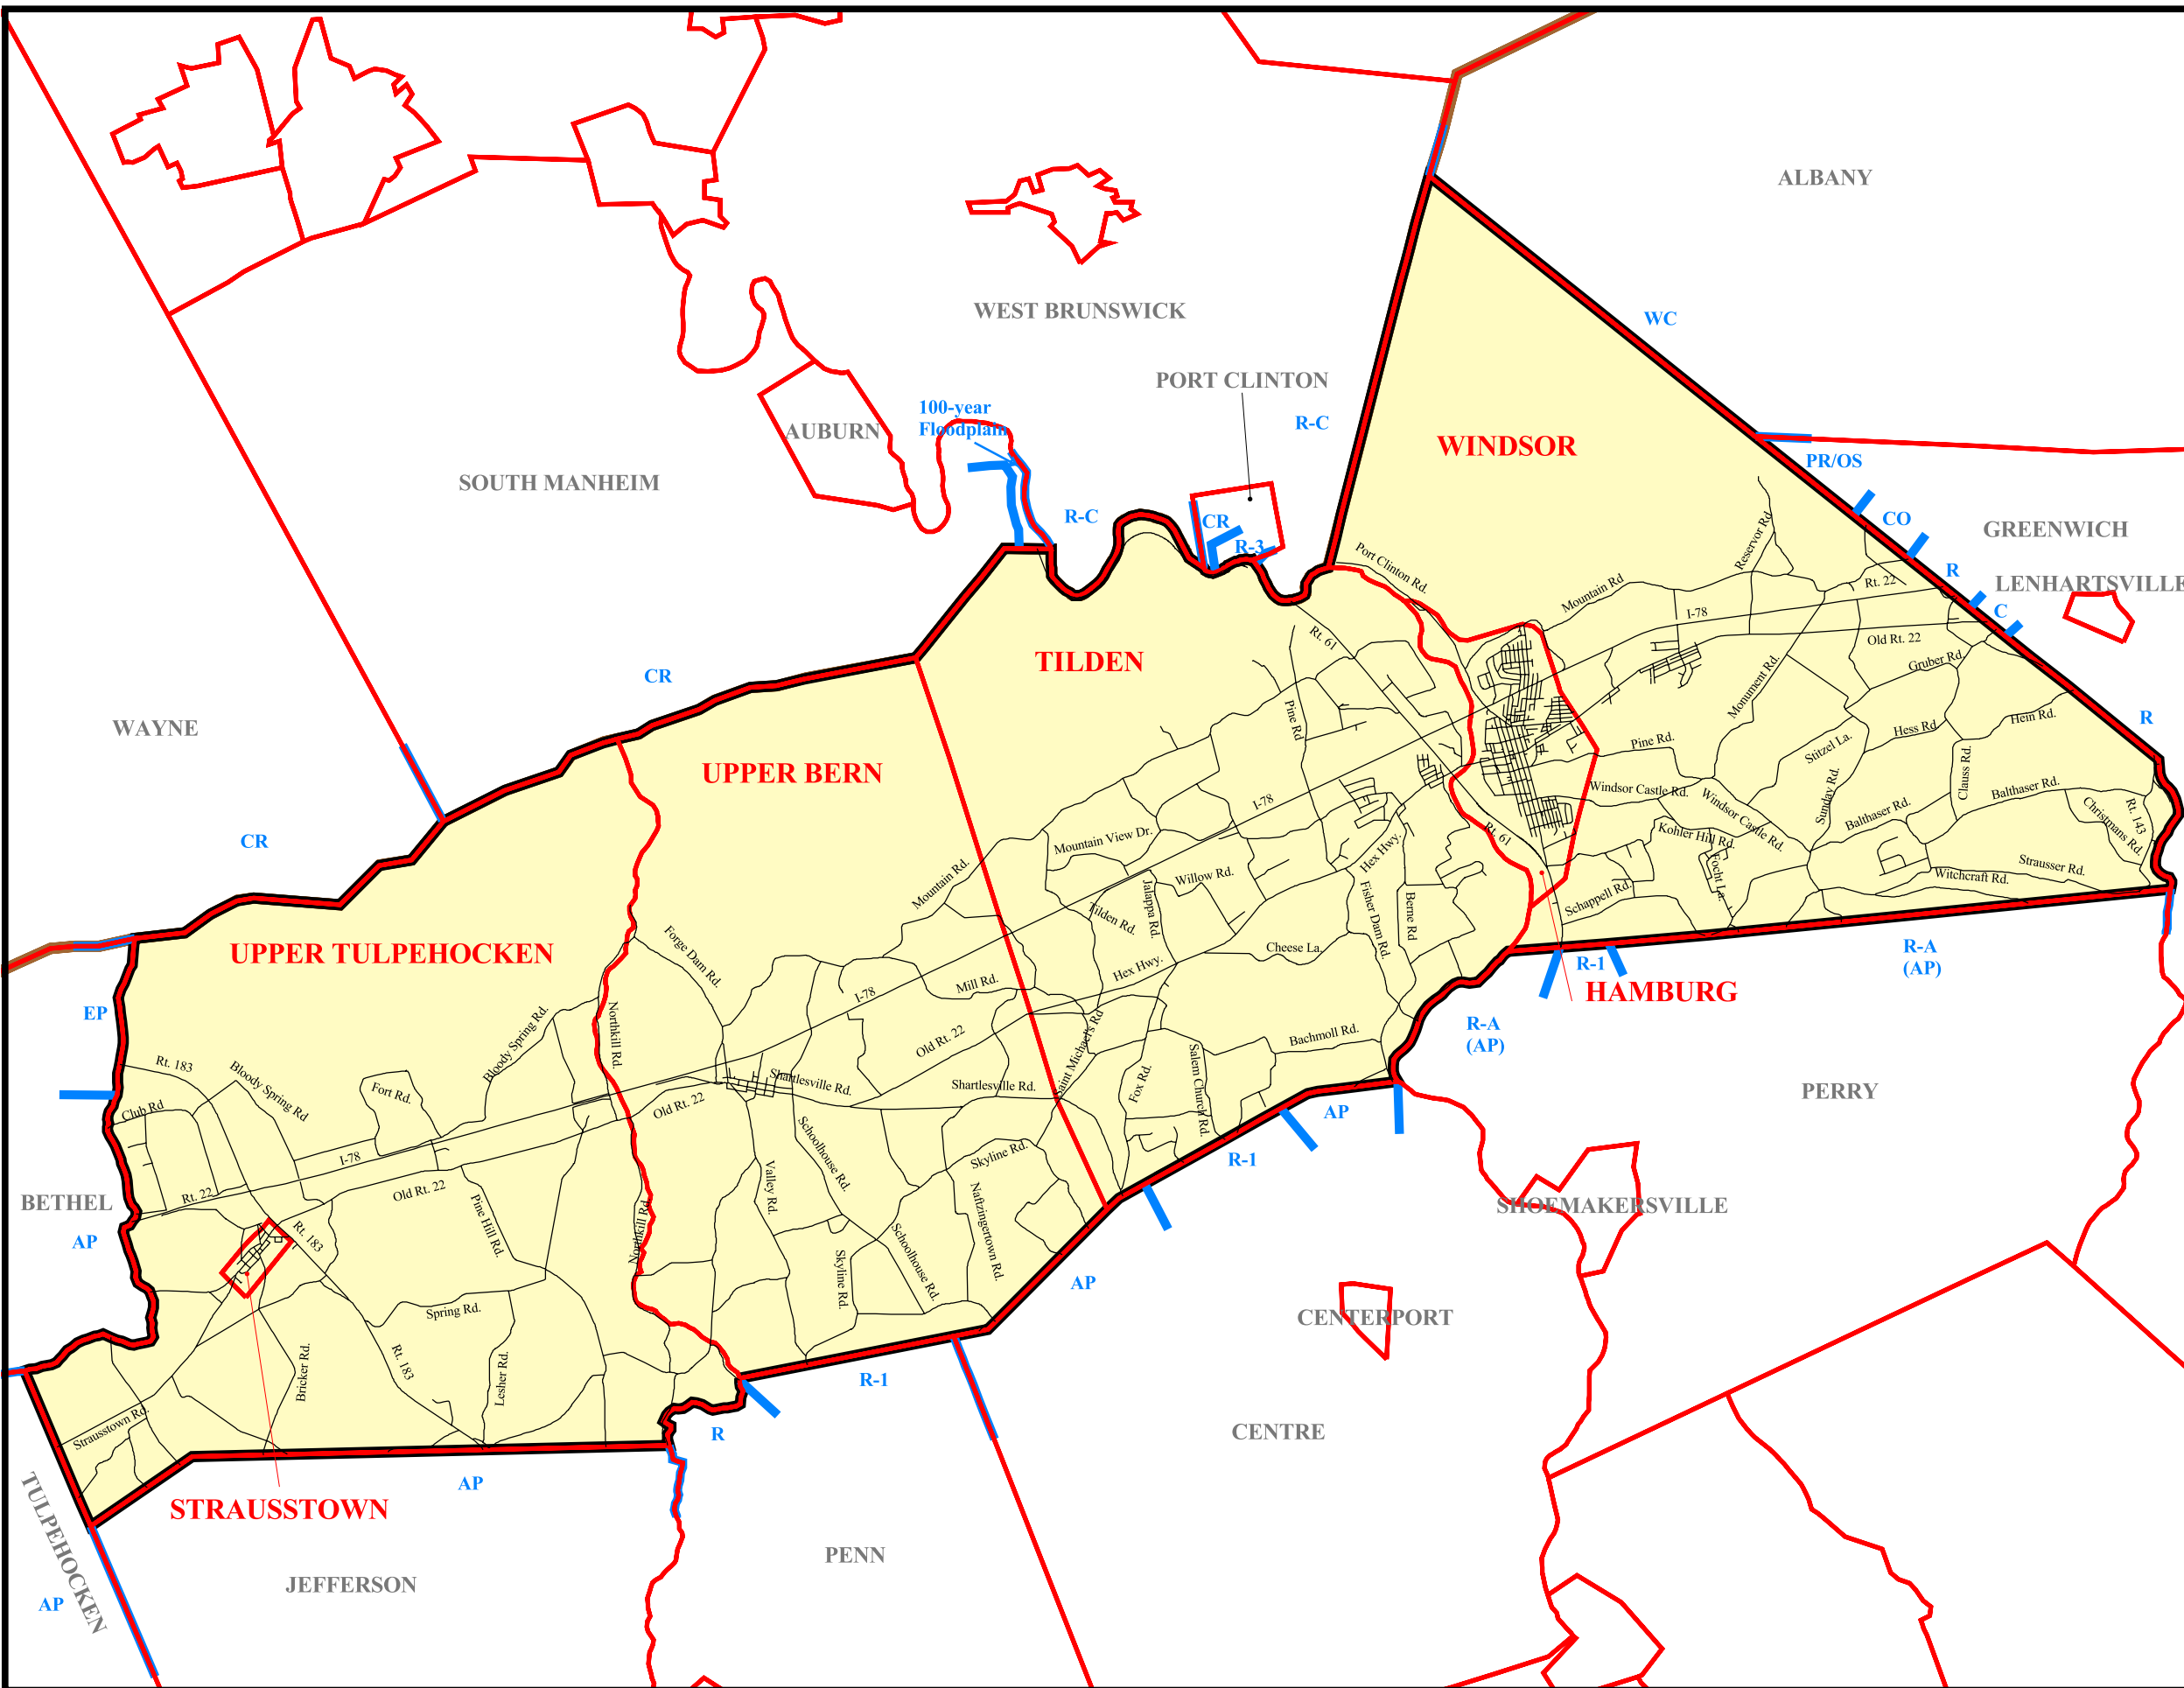 ALBANY
WEST BRUNSWICK
WC
PORT CLINTON
100-year
Floodplain
AUBURN
R-C
WINDSOR
PR/OS
SOUTH MANHEIM
R-C
CR
R-3
CO
GREENWICH
R
LENHARTSVILLE
C
Port Clinton Rd.
Reservor Rd
Mountain Rd
Rt. 22
I-78
Old Rt. 22
Gruber Rd.
Rt. 61
TILDEN
CR
WAYNE
Pine Rd
Monument Rd.
R
Hein Rd.
Hess Rd
Pine Rd.
Stitzel La.
UPPER BERN
I-78
Windsor Castle Rd.
Windsor Castle Rd.
Sunday Rd.
Clauss Rd.
Balthaser Rd.
Balthaser Rd.
Christmans Rd.
Rt. 143
Rt. 61
Kohler Hill Rd.
CR
Mountain View Dr.
Hex Hwy.
Mountain Rd.
Willow Rd.
Jalappa Rd.
Tilden Rd.
Fisher Dam Rd.
Berne Rd
Focht La.
Schappell Rd.
Strausser Rd.
Witchcraft Rd.
UPPER TULPEHOCKEN
Forge Dam Rd.
Cheese La.
Hex Hwy.
R-A
(AP)
R-1
HAMBURG
Mill Rd.
I-78
EP
Bloody Spring Rd.
Northkill Rd.
Old Rt. 22
Saint Michael's Rd
R-A
(AP)
Bachmoll Rd.
Salem Church Rd.
Rt. 183
Bloody Spring Rd
Fort Rd.
Shartlesville Rd.
Shartlesville Rd.
Fox Rd.
PERRY
Club Rd
Old Rt. 22
AP
Schoolhouse Rd.
I-78
Skyline Rd.
R-1
BETHEL
Rt. 22
Old Rt. 22
Pine Hill Rd.
Valley Rd.
Naftzingertown Rd.
SHOEMAKERSVILLE
AP
Rt. 183
Northkill Rd.
Skyline Rd.
Schoolhouse Rd.
AP
Spring Rd.
CENTERPORT
Bricker Rd.
Rt. 183
Lesher Rd.
R-1
Strausstown Rd.
R
CENTRE
AP
STRAUSSTOWN
TULPEHOCKEN
PENN
JEFFERSON
AP